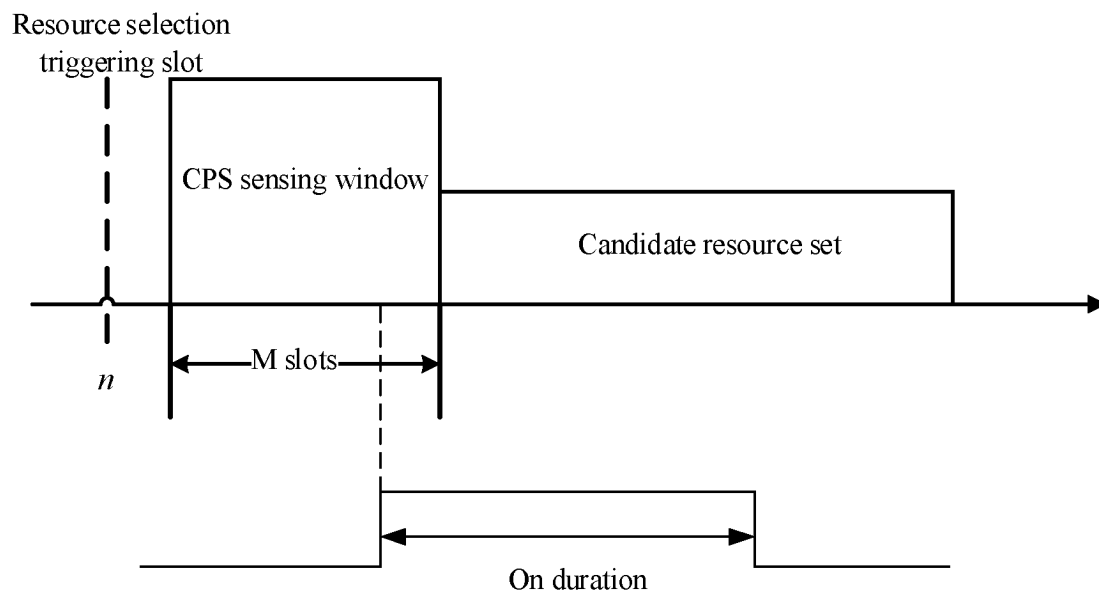 Resource selection
triggering slot
CPS sensing window
Candidate resource set
M slots
n
On duration